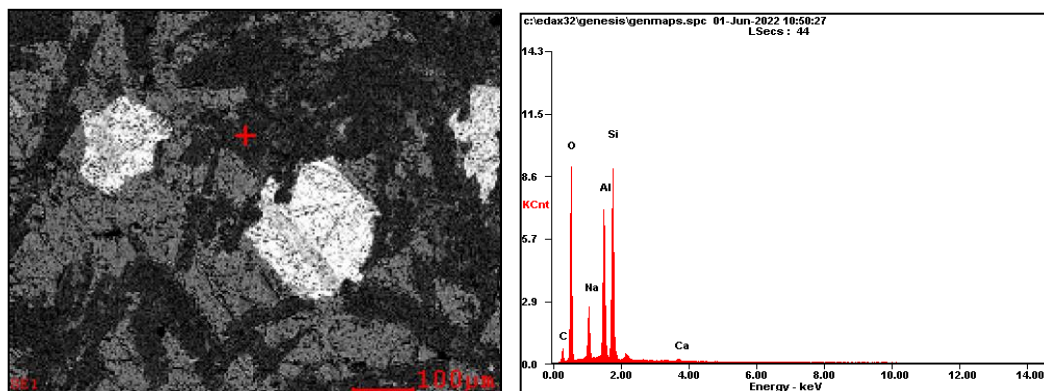 100µm
c:\edax32\genesis\genmaps.spc 01-Jun-2022 10:50:27
LSecs : 44
14.3
11.5
8.6
5.7
2.9
0.0
KCnt
C
O
Na
Al
Si
Ca
2.00
4.00
6.00
8.00
10.00
12.00
14.00
Energy - keV